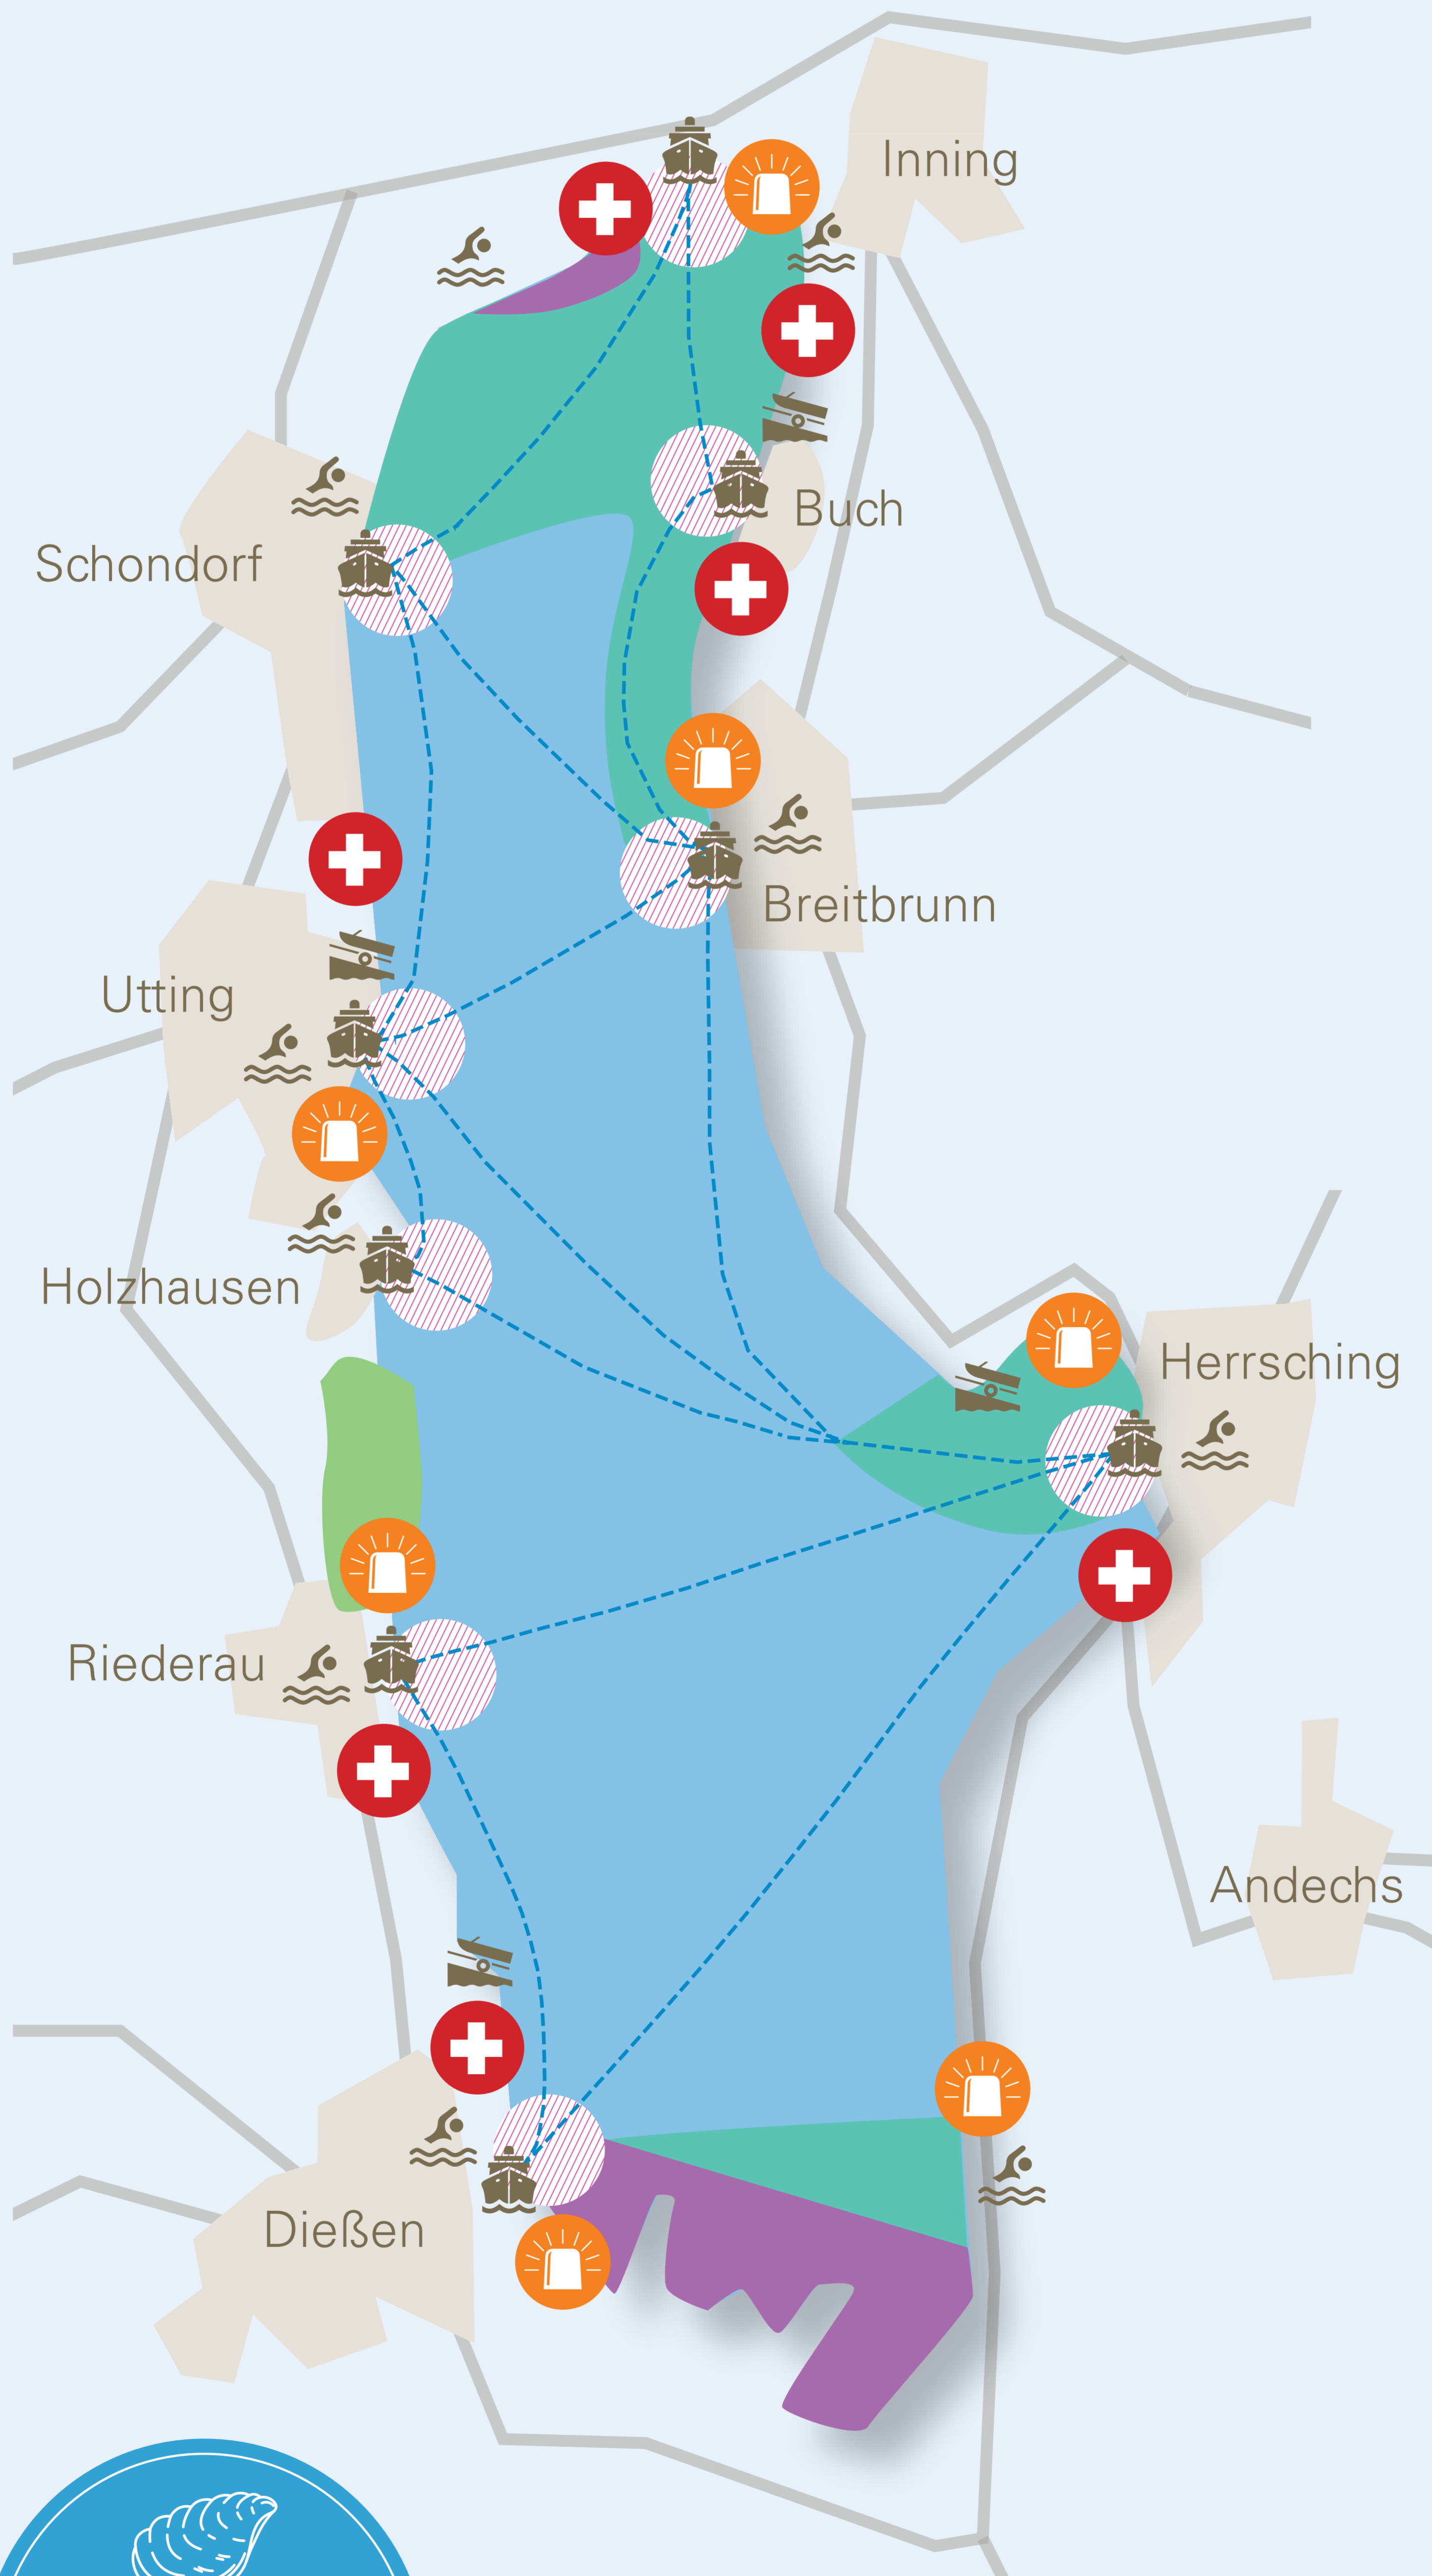 Inning
Buch
Schondorf
Breitbrunn
Utting
Holzhausen
Herrsching
Riederau
Andechs
Dießen